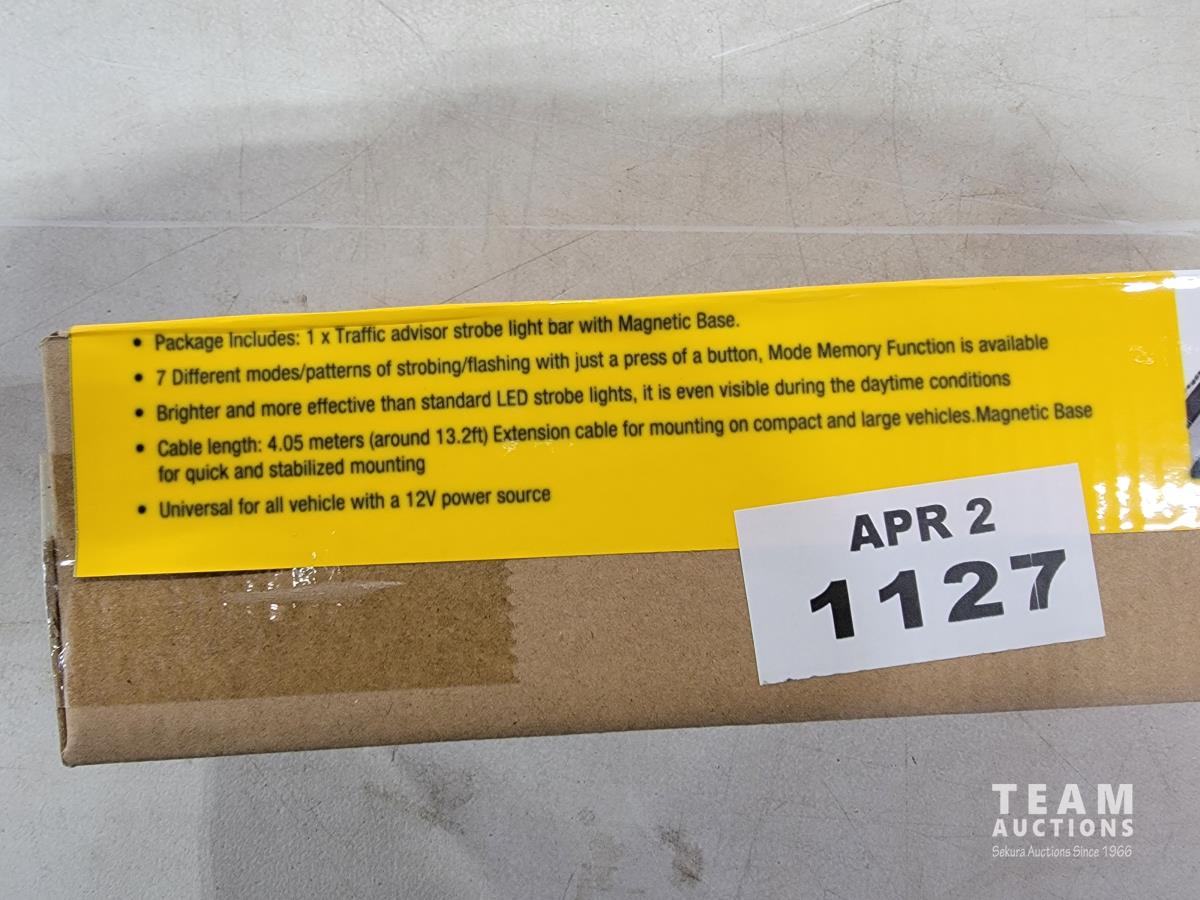 • Package Includes: 1 x Traffic advisor strobe light bar with Magnetic Base.
• 7 Different modes/patterns of strobing/flashing with just a press of a button, Mode Memory Function is available
• Brighter and more effective than standard LED strobe lights, it is even visible during the daytime conditions
• Cable length: 4.05 meters (around 13.2ft) Extension cable for mounting on compact and large vehicles.Magnetic Base
for quick and stabilized mounting
• Universal for all vehicle with a 12V power source
APR 2
1127
TEAM
AUCTIONS
Sekura Auctions Since 1966